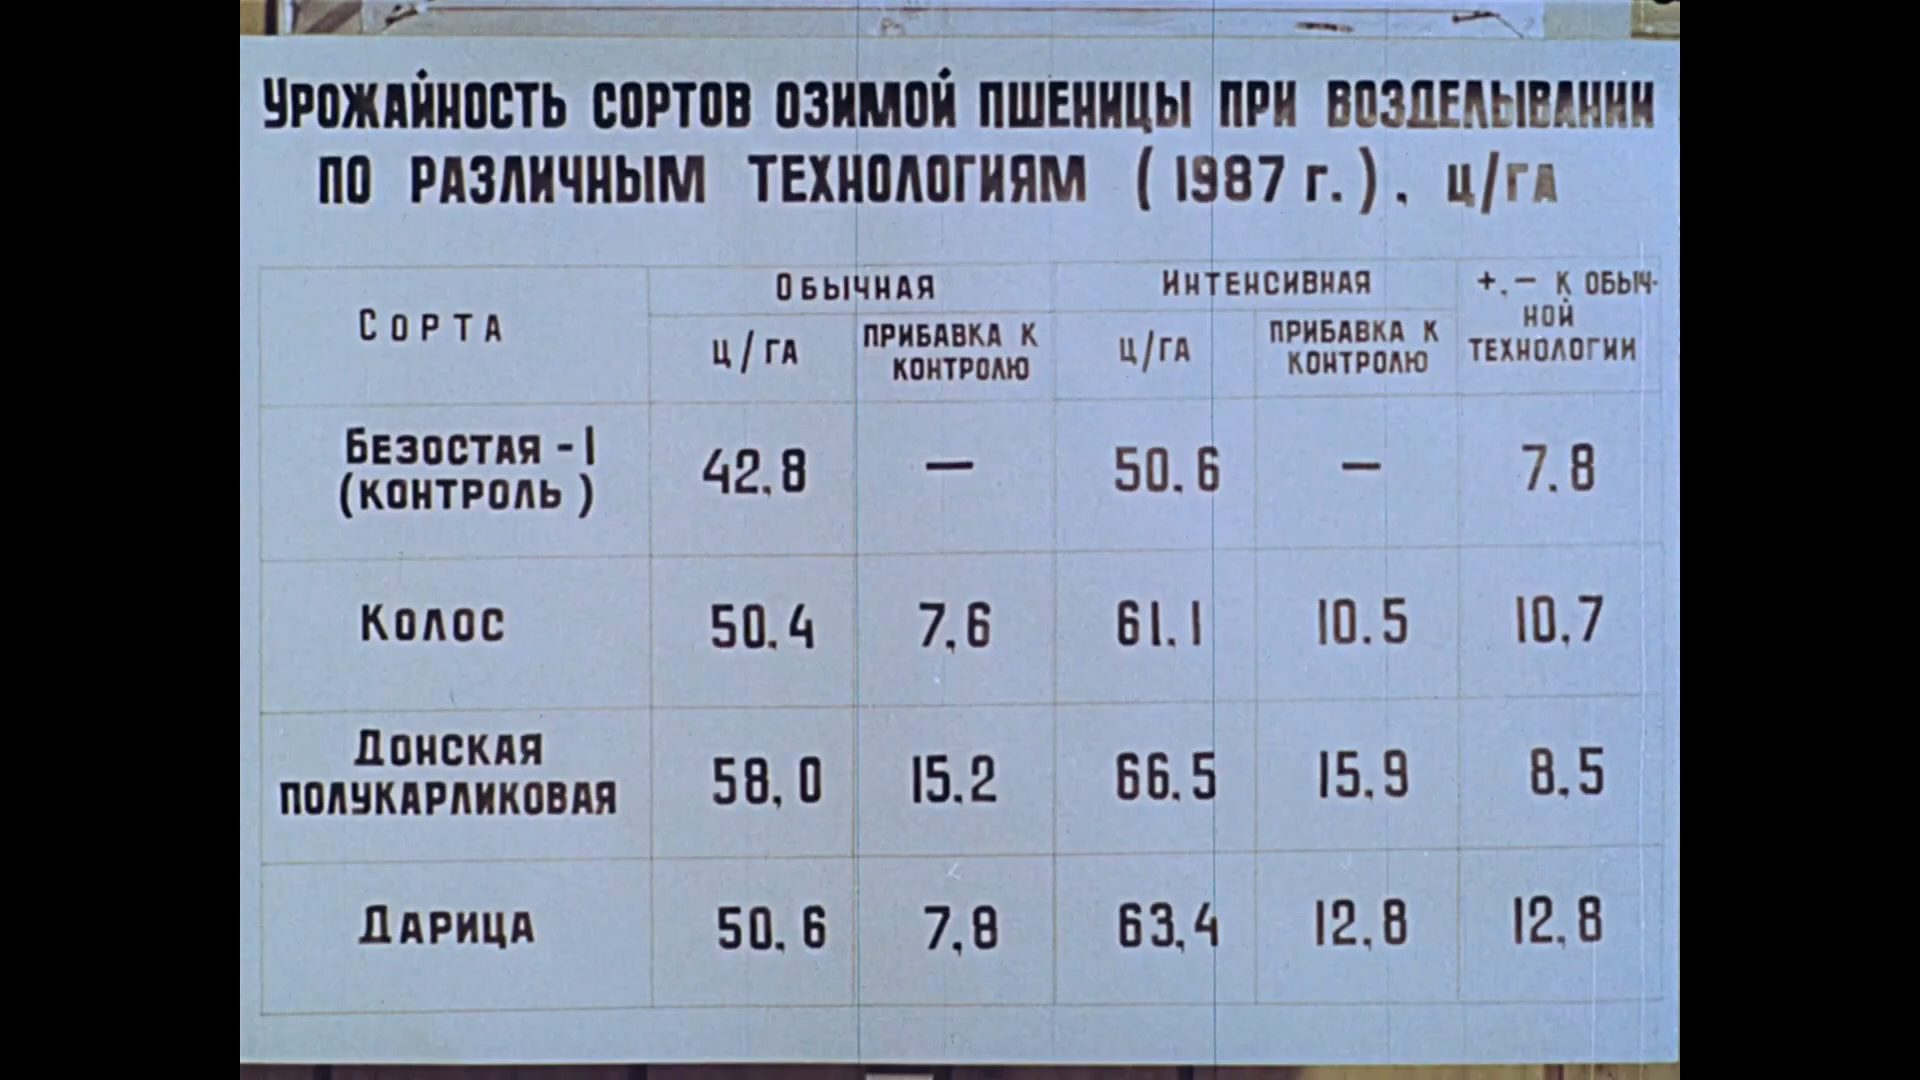 Урожайность сортов озимой пшеницы при возделывании
по различным технологиям (1987 г.). ц/га
Сорта
Обычная
Интенсивная
+,− к обыч-
ной
технологии
ц/га
прибавка к
контролю
ц/га
прибавка к
контролю
Безостая-1
(контроль)
42,8 — 50.6 — 7.8
Колос 50.4 7,6 61.1 10.5 10,7
Донская
полукарликовая
58,0 15.2 66.5 15,9 8,5
Дарица 50,6 7,8 63,4 12,8 12,8